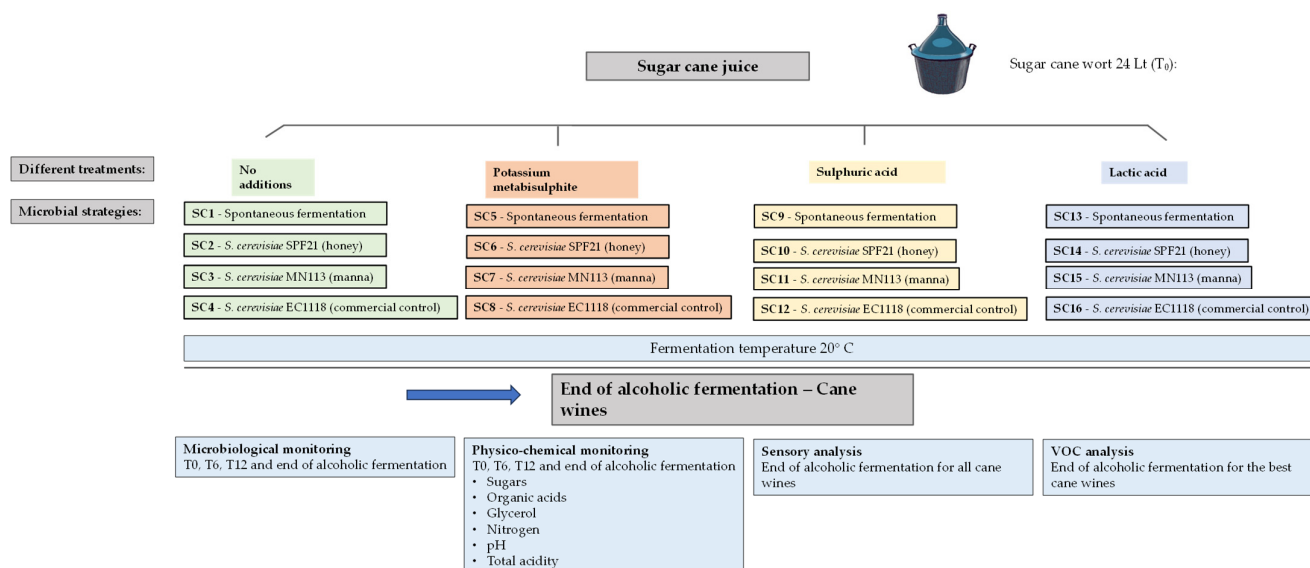 Sugar cane juice
Sugar cane wort 24 Lt (T₀):
Different treatments:
No
additions
Potassium
metabisulphite
Sulphuric acid
Lactic acid
Microbial strategies:
SC1 - Spontaneous fermentation
SC2 - S. cerevisiae SPF21 (honey)
SC3 - S. cerevisiae MN113 (manna)
SC4 - S. cerevisiae EC1118 (commercial control)
SC5 - Spontaneous fermentation
SC6 - S. cerevisiae SPF21 (honey)
SC7 - S. cerevisiae MN113 (manna)
SC8 - S. cerevisiae EC1118 (commercial control)
SC9 - Spontaneous fermentation
SC10 - S. cerevisiae SPF21 (honey)
SC11 - S. cerevisiae MN113 (manna)
SC12 - S. cerevisiae EC1118 (commercial control)
SC13 - Spontaneous fermentation
SC14 - S. cerevisiae SPF21 (honey)
SC15 - S. cerevisiae MN113 (manna)
SC16 - S. cerevisiae EC1118 (commercial control)
Fermentation temperature 20° C
End of alcoholic fermentation – Cane
wines
Microbiological monitoring
T0, T6, T12 and end of alcoholic fermentation
Physico-chemical monitoring
T0, T6, T12 and end of alcoholic fermentation
• Sugars
• Organic acids
• Glycerol
• Nitrogen
• pH
• Total acidity
Sensory analysis
End of alcoholic fermentation for all cane
wines
VOC analysis
End of alcoholic fermentation for the best
cane wines